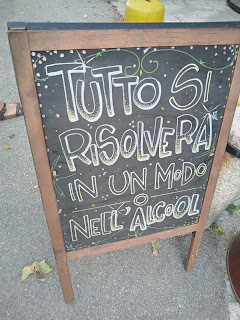 TUTTO SI
RISOLVERÀ
IN UN MODO
O
NELL'ALCOOL